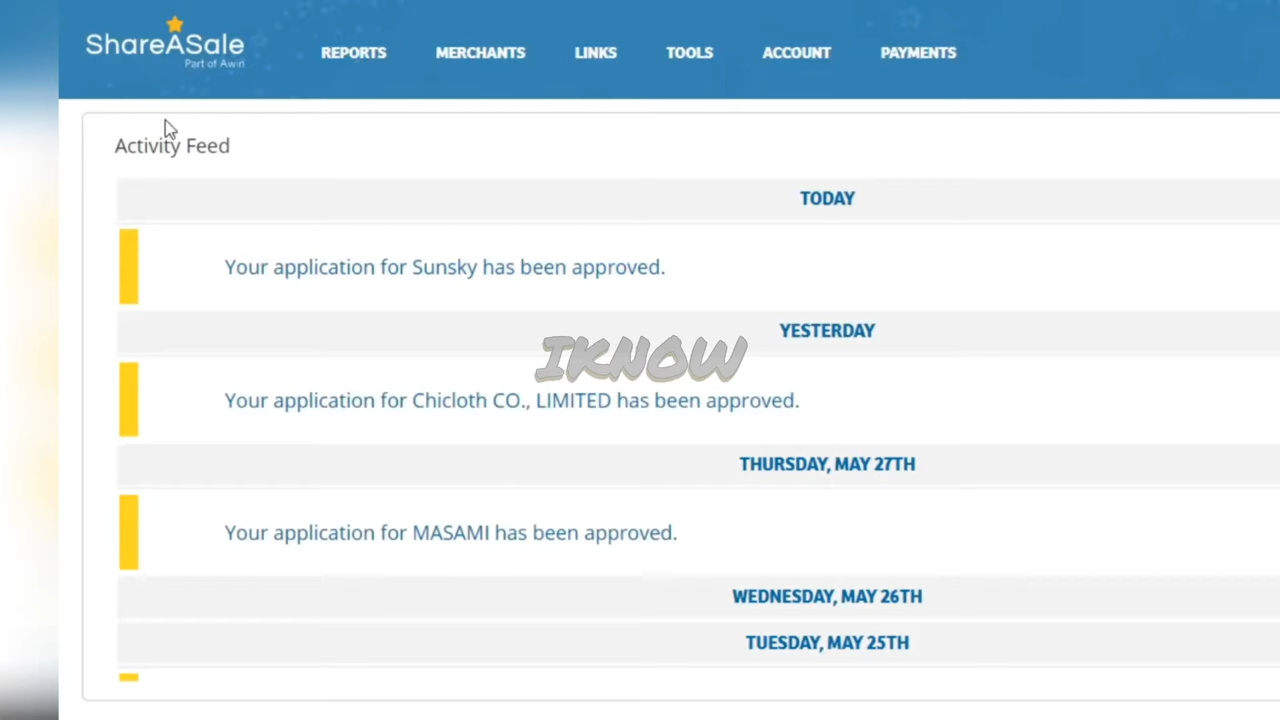 ShareASale
Part of Awin
REPORTS MERCHANTS LINKS TOOLS ACCOUNT PAYMENTS
Activity Feed
TODAY
Your application for Sunsky has been approved.
YESTERDAY
IKNOW
Your application for Chicloth CO., LIMITED has been approved.
THURSDAY, MAY 27TH
Your application for MASAMI has been approved.
WEDNESDAY, MAY 26TH
TUESDAY, MAY 25TH